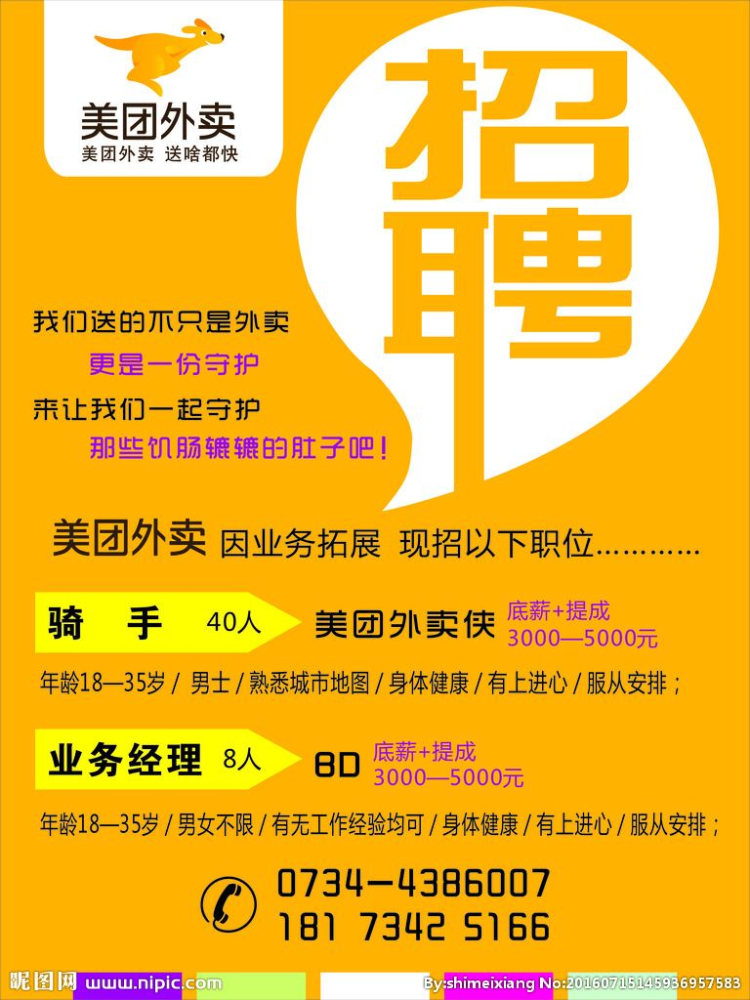 美团外卖
美团外卖 送啥都快
招聘
我们送的不只是外卖
更是一份守护
来让我们一起守护
那些饥肠辘辘的肚子吧！
美团外卖 因业务拓展 现招以下职位…………
骑 手 40人 美团外卖侠 底薪+提成
3000—5000元
年龄18—35岁 / 男士 / 熟悉城市地图 / 身体健康 / 有上进心 / 服从安排；
业务经理 8人 BD 底薪+提成
3000—5000元
年龄18—35岁 / 男女不限 / 有无工作经验均可 / 身体健康 / 有上进心 / 服从安排；
0734-4386007
181 7342 5166
昵图网 www.nipic.com By:shimeixiang No:20160715145936957583